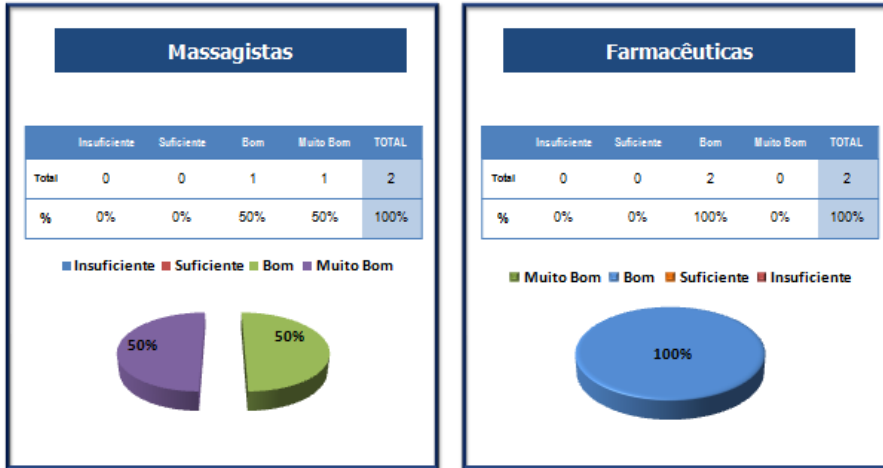 Massagistas
Insuficiente Suficiente Bom Muito Bom TOTAL
Total 0 0 1 1 2
% 0% 0% 50% 50% 100%
Insuficiente Suficiente Bom Muito Bom
50% 50%
Farmacêuticas
Insuficiente Suficiente Bom Muito Bom TOTAL
Total 0 0 2 0 2
% 0% 0% 100% 0% 100%
Muito Bom Bom Suficiente Insuficiente
100%